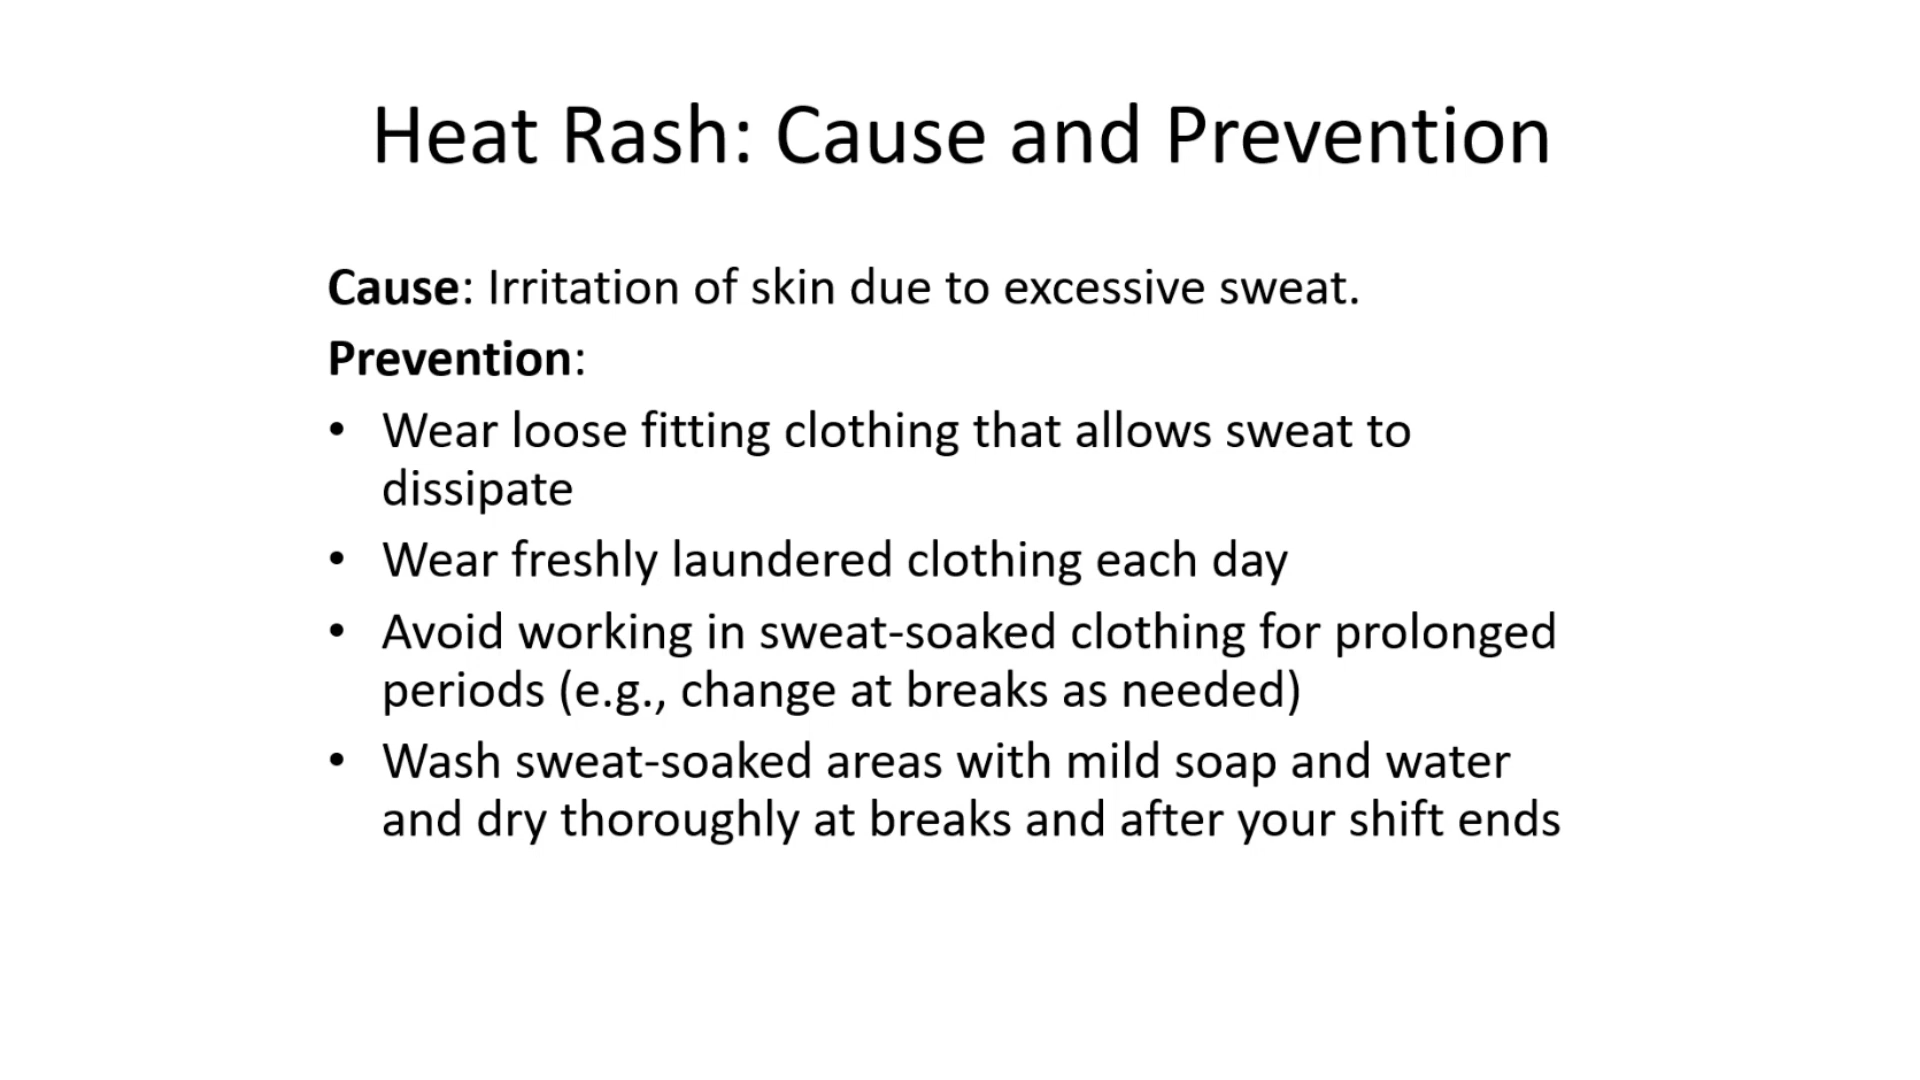 Heat Rash: Cause and Prevention
Cause: Irritation of skin due to excessive sweat.
Prevention:
• Wear loose fitting clothing that allows sweat to
dissipate
• Wear freshly laundered clothing each day
• Avoid working in sweat-soaked clothing for prolonged
periods (e.g., change at breaks as needed)
• Wash sweat-soaked areas with mild soap and water
and dry thoroughly at breaks and after your shift ends